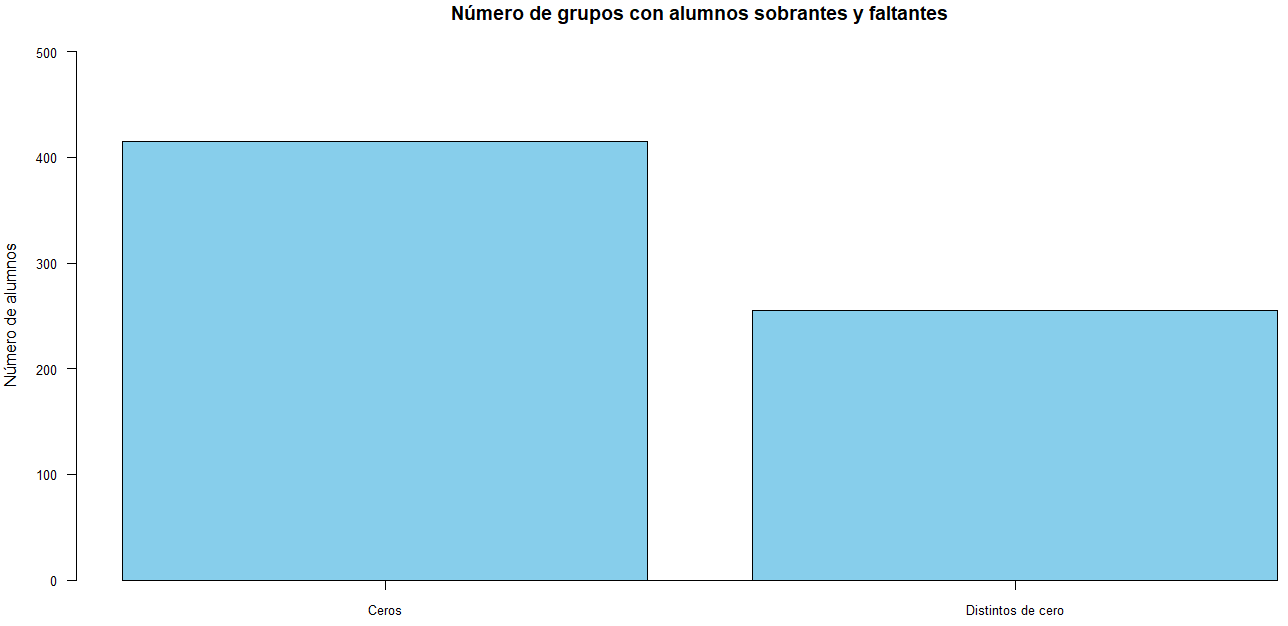 Número de grupos con alumnos sobrantes y faltantes
Número de alumnos
500
400
300
200
100
0
Ceros
Distintos de cero